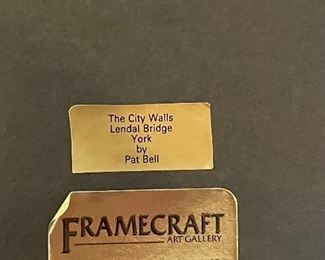 The City Walls
Lendal Bridge
York
by
Pat Bell
FRAMECRAFT
ART GALLERY